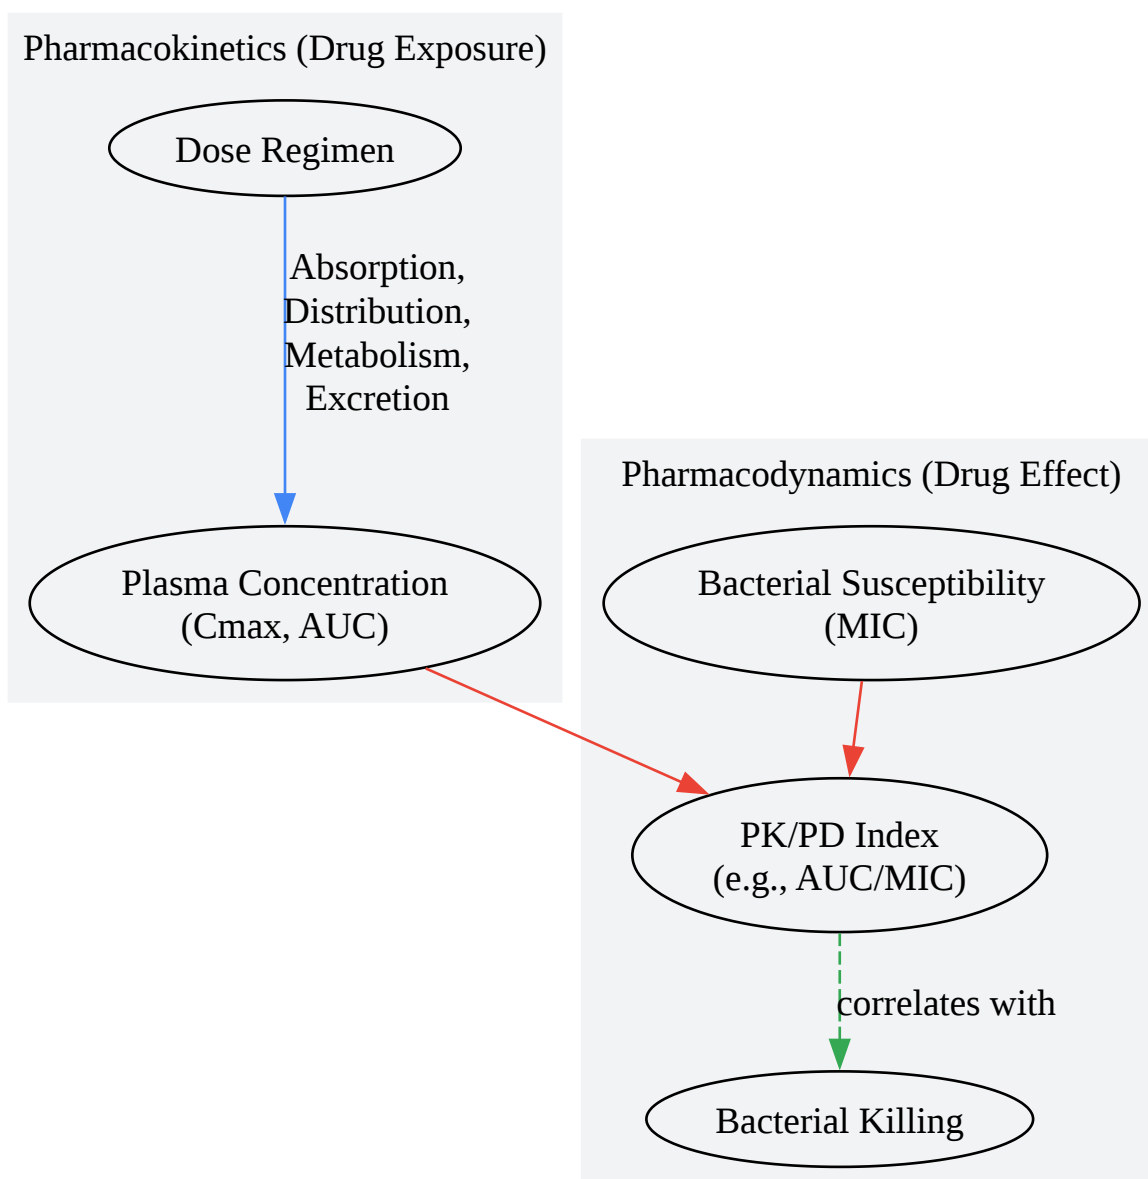 Pharmacokinetics (Drug Exposure)
Dose Regimen
Absorption,
Distribution,
Metabolism,
Excretion
Plasma Concentration
(Cmax, AUC)
Pharmacodynamics (Drug Effect)
Bacterial Susceptibility
(MIC)
PK/PD Index
(e.g., AUC/MIC)
correlates with
Bacterial Killing